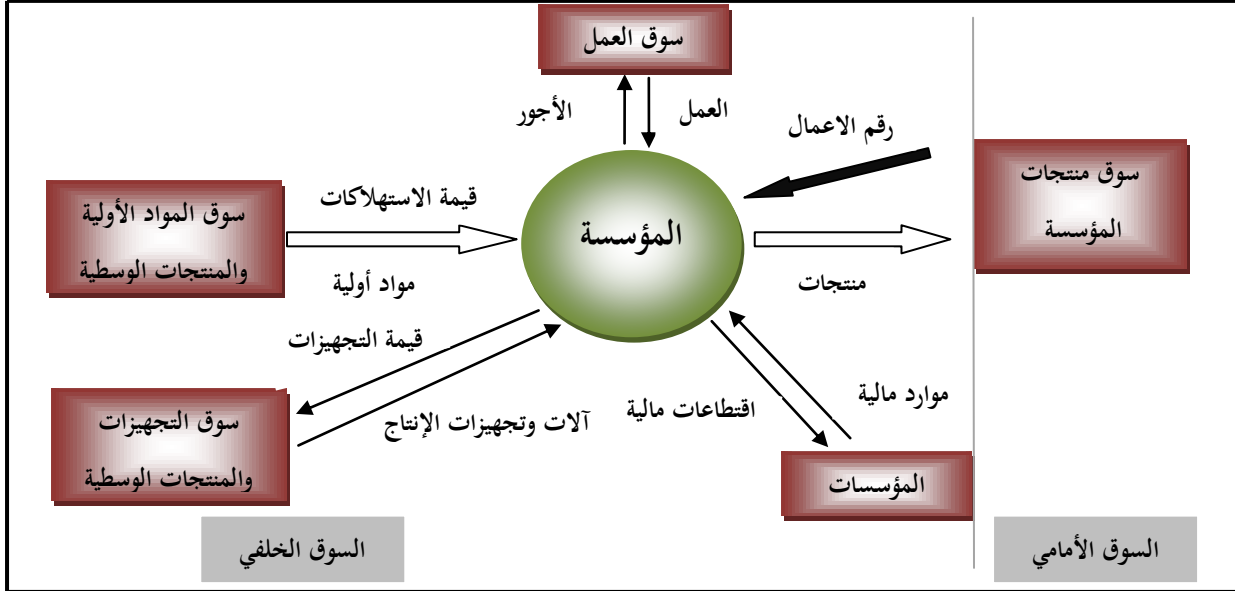 سوق العمل
الأجور
العمل
رقم الاعمال
سوق منتجات
المؤسسة
قيمة الاستهلاكات
سوق المواد الأولية
والمنتجات الوسطية
المؤسسة
مواد أولية
منتجات
قيمة التجهيزات
موارد مالية
اقتطاعات مالية
آلات وتجهيزات الإنتاج
سوق التجهيزات
والمنتجات الوسطية
المؤسسات
السوق الأمامي
السوق الخلفي